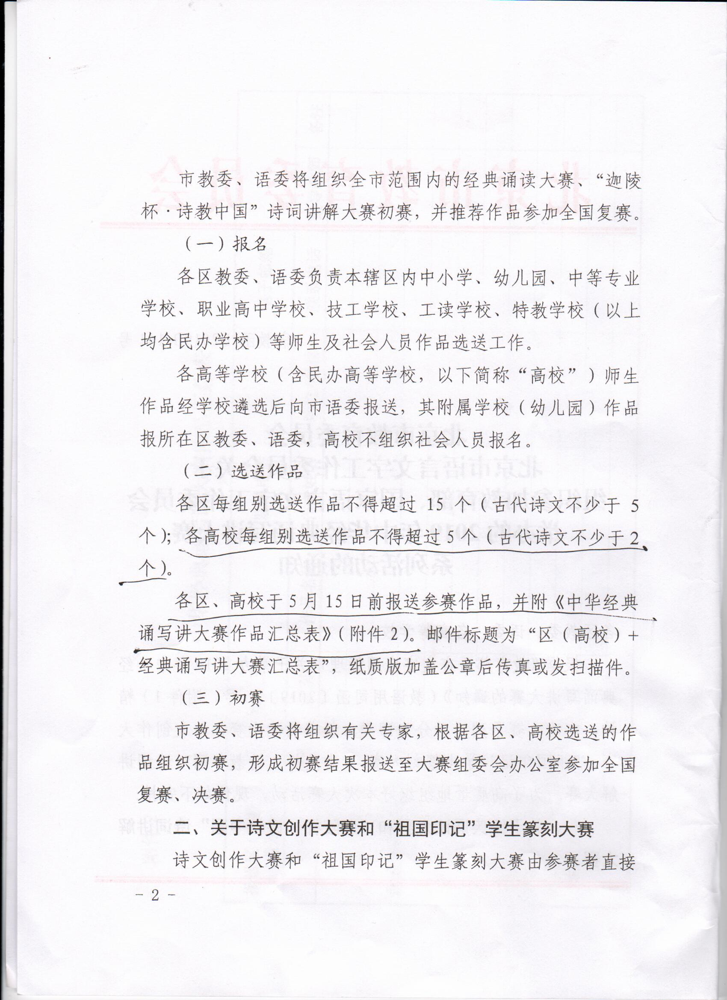 市教委、语委将组织全市范围内的经典诵读大赛、“迦陵
杯·诗教中国”诗词讲解大赛初赛，并推荐作品参加全国复赛。
（一）报名
各区教委、语委负责本辖区内中小学、幼儿园、中等专业
学校、职业高中学校、技工学校、工读学校、特教学校（以上
均含民办学校）等师生及社会人员作品选送工作。
各高等学校（含民办高等学校，以下简称“高校”）师生
作品经学校遴选后向市语委报送，其附属学校（幼儿园）作品
报所在区教委、语委，高校不组织社会人员报名。
（二）选送作品
各区每组别选送作品不得超过 15 个（古代诗文不少于 5
个）；各高校每组别选送作品不得超过 5 个（古代诗文不少于 2
个）。
各区、高校于 5 月 15 日前报送参赛作品，并附《中华经典
诵写讲大赛作品汇总表》（附件 2）。邮件标题为“区（高校）+
经典诵写讲大赛汇总表”，纸质版加盖公章后传真或发扫描件。
（三）初赛
市教委、语委将组织有关专家，根据各区、高校选送的作
品组织初赛，形成初赛结果报送至大赛组委会办公室参加全国
复赛、决赛。
二、关于诗文创作大赛和“祖国印记”学生篆刻大赛
诗文创作大赛和“祖国印记”学生篆刻大赛由参赛者直接
- 2 -